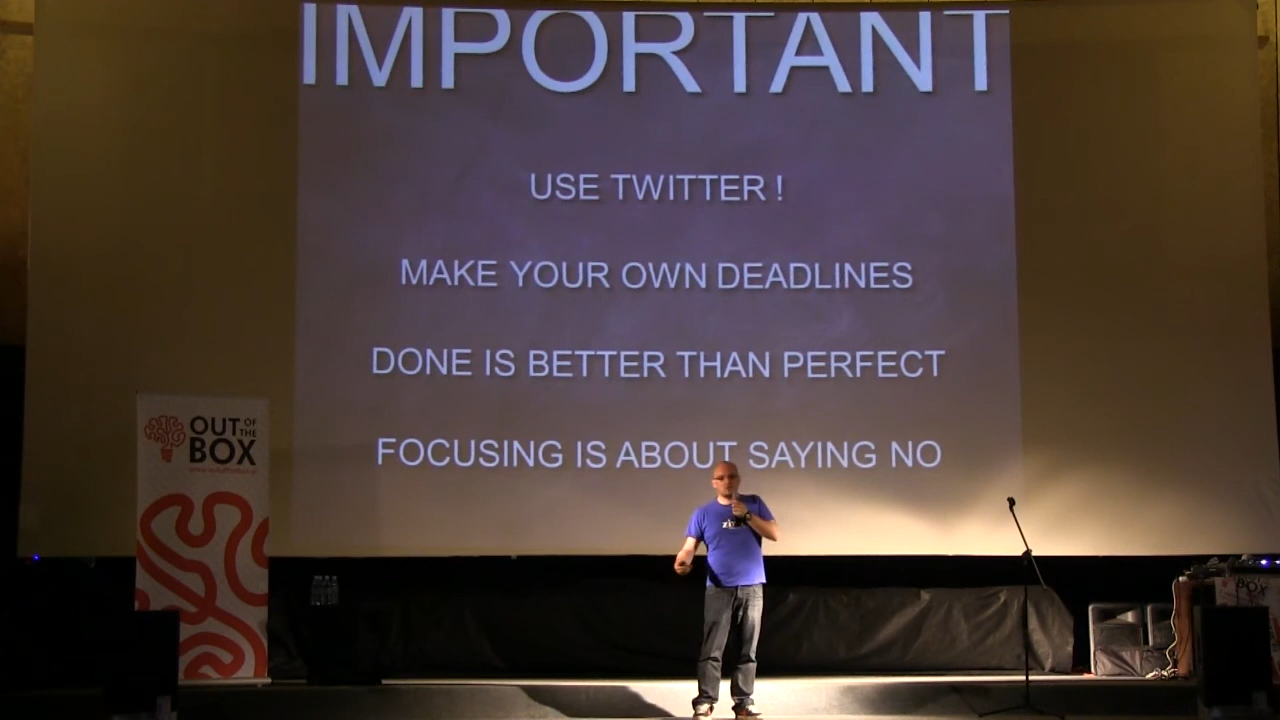 IMPORTANT
USE TWITTER !
MAKE YOUR OWN DEADLINES
DONE IS BETTER THAN PERFECT
FOCUSING IS ABOUT SAYING NO
OUT OF THE
BOX
BOX